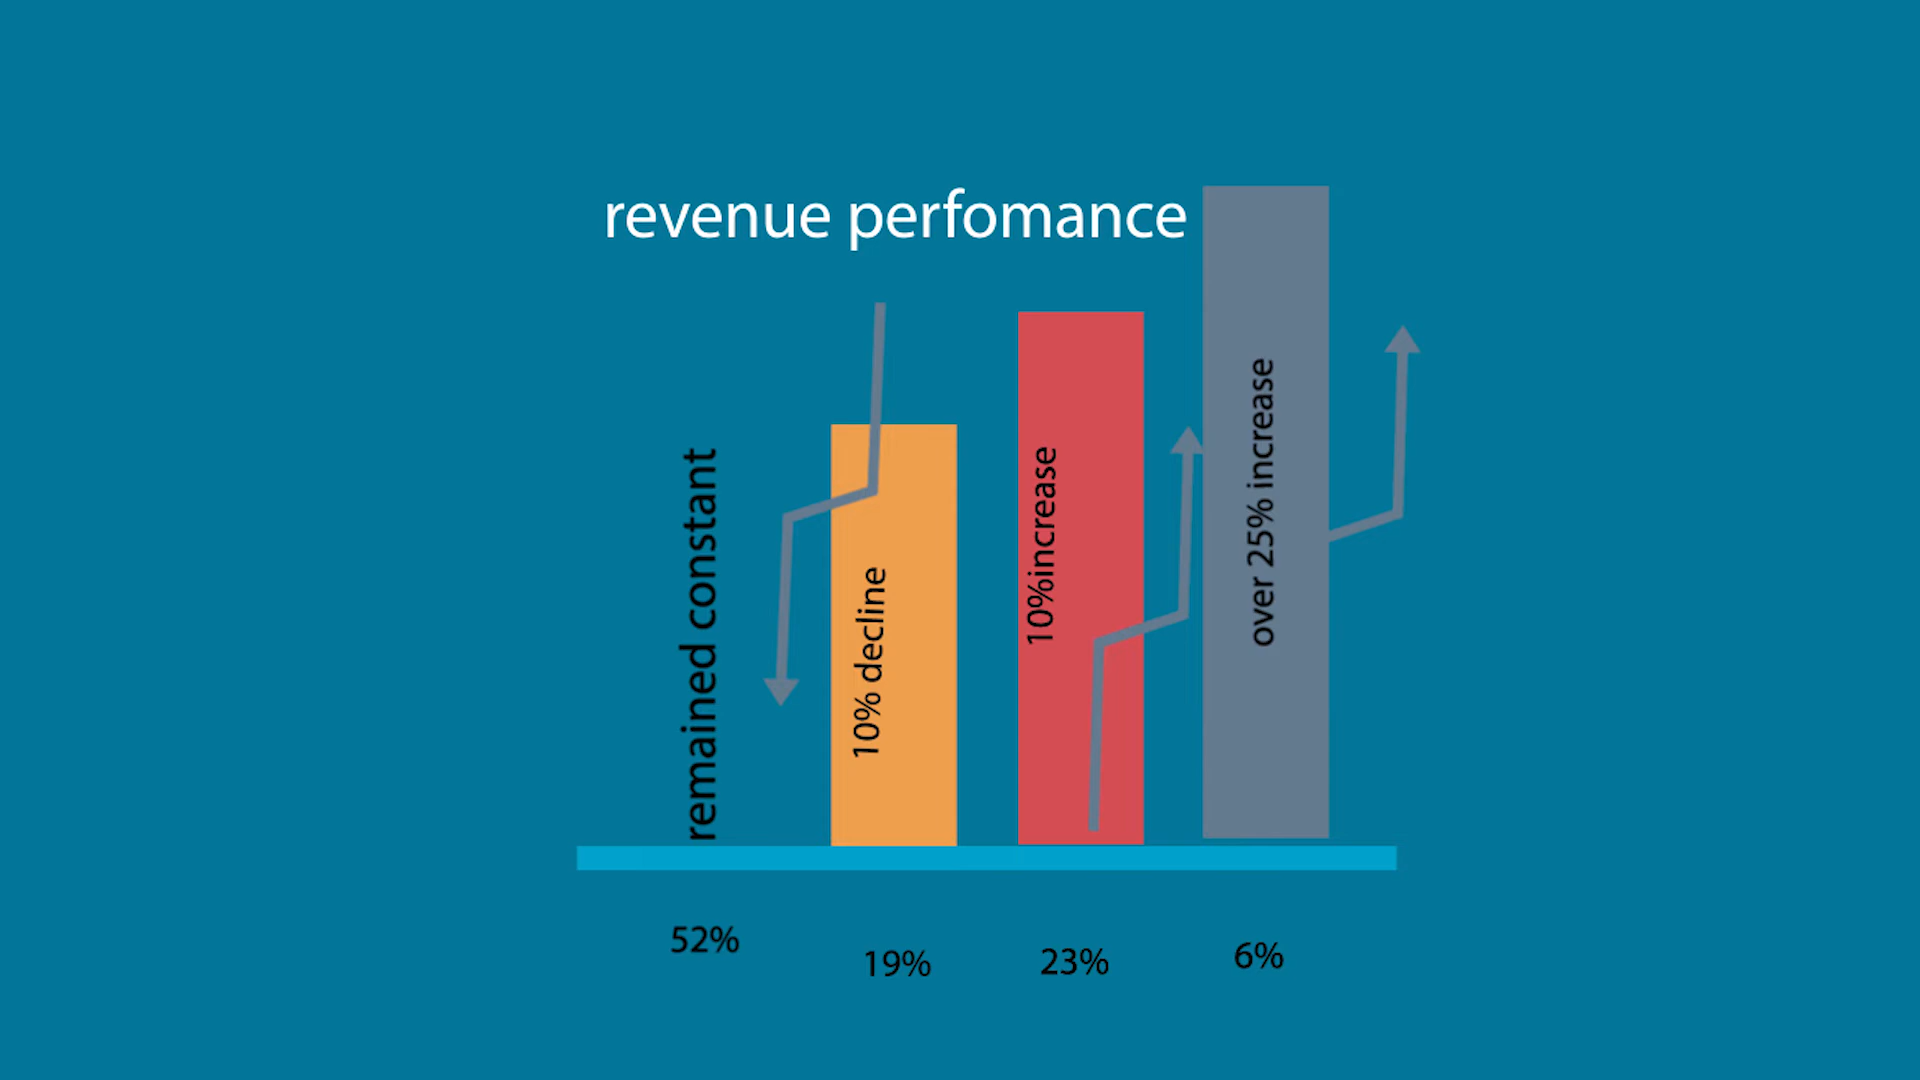 revenue perfomance
remained constant
10% decline
10%increase
over 25% increase
52%
19%
23%
6%